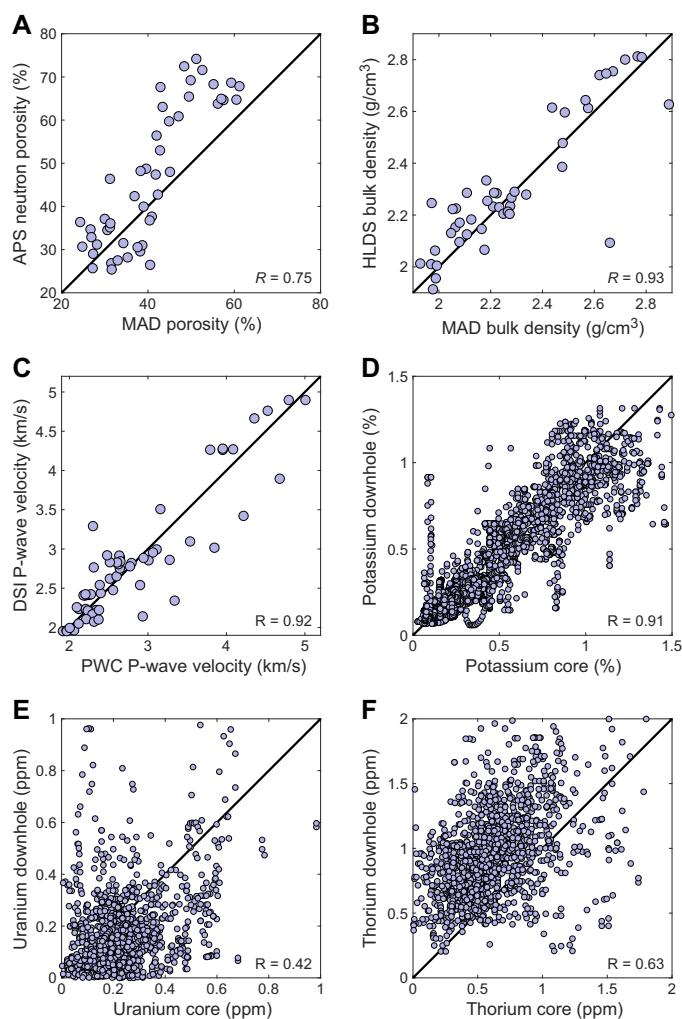 A
80
70
60
50
40
30
20
APS neutron porosity (%)
20
40
60
80
MAD porosity (%)
R = 0.75
B
2.8
2.6
2.4
2.2
2
HLDS bulk density (g/cm³)
2
2.2
2.4
2.6
2.8
MAD bulk density (g/cm³)
R = 0.93
C
5
4.5
4
3.5
3
2.5
2
DSI P-wave velocity (km/s)
2
3
4
5
PWC P-wave velocity (km/s)
R = 0.92
D
1.5
1
0.5
0
Potassium downhole (%)
0
0.5
1
1.5
Potassium core (%)
R = 0.91
E
1
0.8
0.6
0.4
0.2
0
Uranium downhole (ppm)
0
0.2
0.4
0.6
0.8
1
Uranium core (ppm)
R = 0.42
F
2
1.5
1
0.5
0
Thorium downhole (ppm)
0
0.5
1
1.5
2
Thorium core (ppm)
R = 0.63